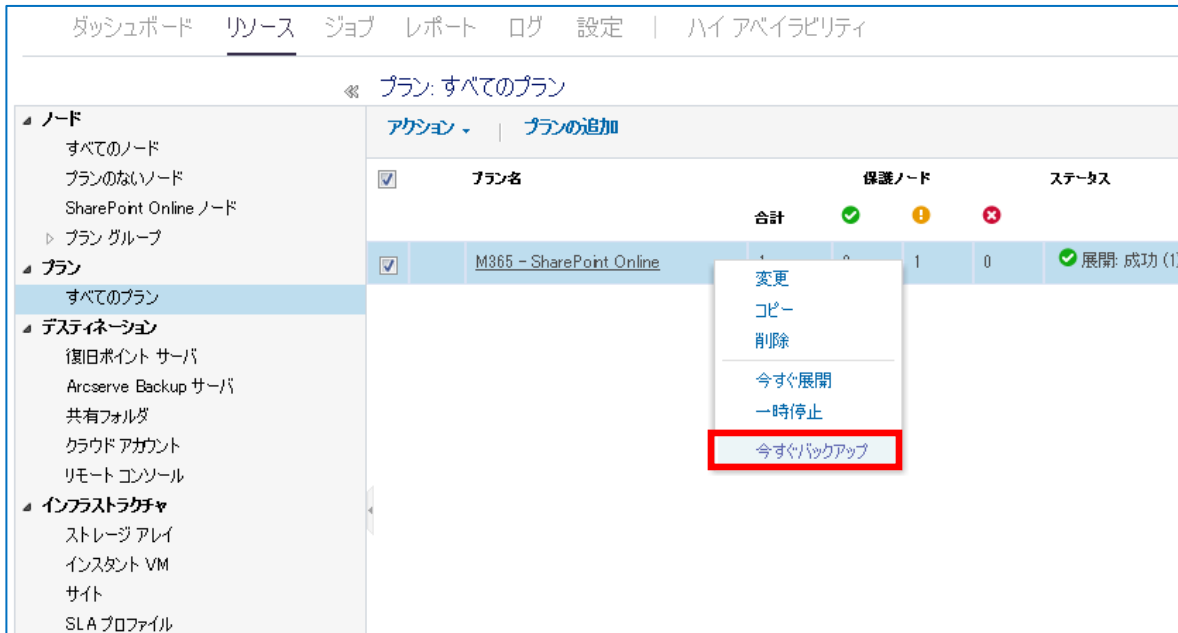 ダッシュボード リソース ジョブ レポート ログ 設定 | ハイ アベイラビリティ
プラン: すべてのプラン
アクション | プランの追加
ノード
すべてのノード
プランのないノード
SharePoint Online ノード
プラン グループ
プラン
すべてのプラン
デスティネーション
復旧ポイント サーバ
Arcserve Backup サーバ
共有フォルダ
クラウド アカウント
リモート コンソール
インフラストラクチャ
ストレージ アレイ
インスタント VM
サイト
SLA プロファイル
プラン名 保護ノード ステータス
合計
M365 - SharePoint Online 1 0 展開: 成功 (1)
変更
コピー
削除
今すぐ展開
一時停止
今すぐバックアップ